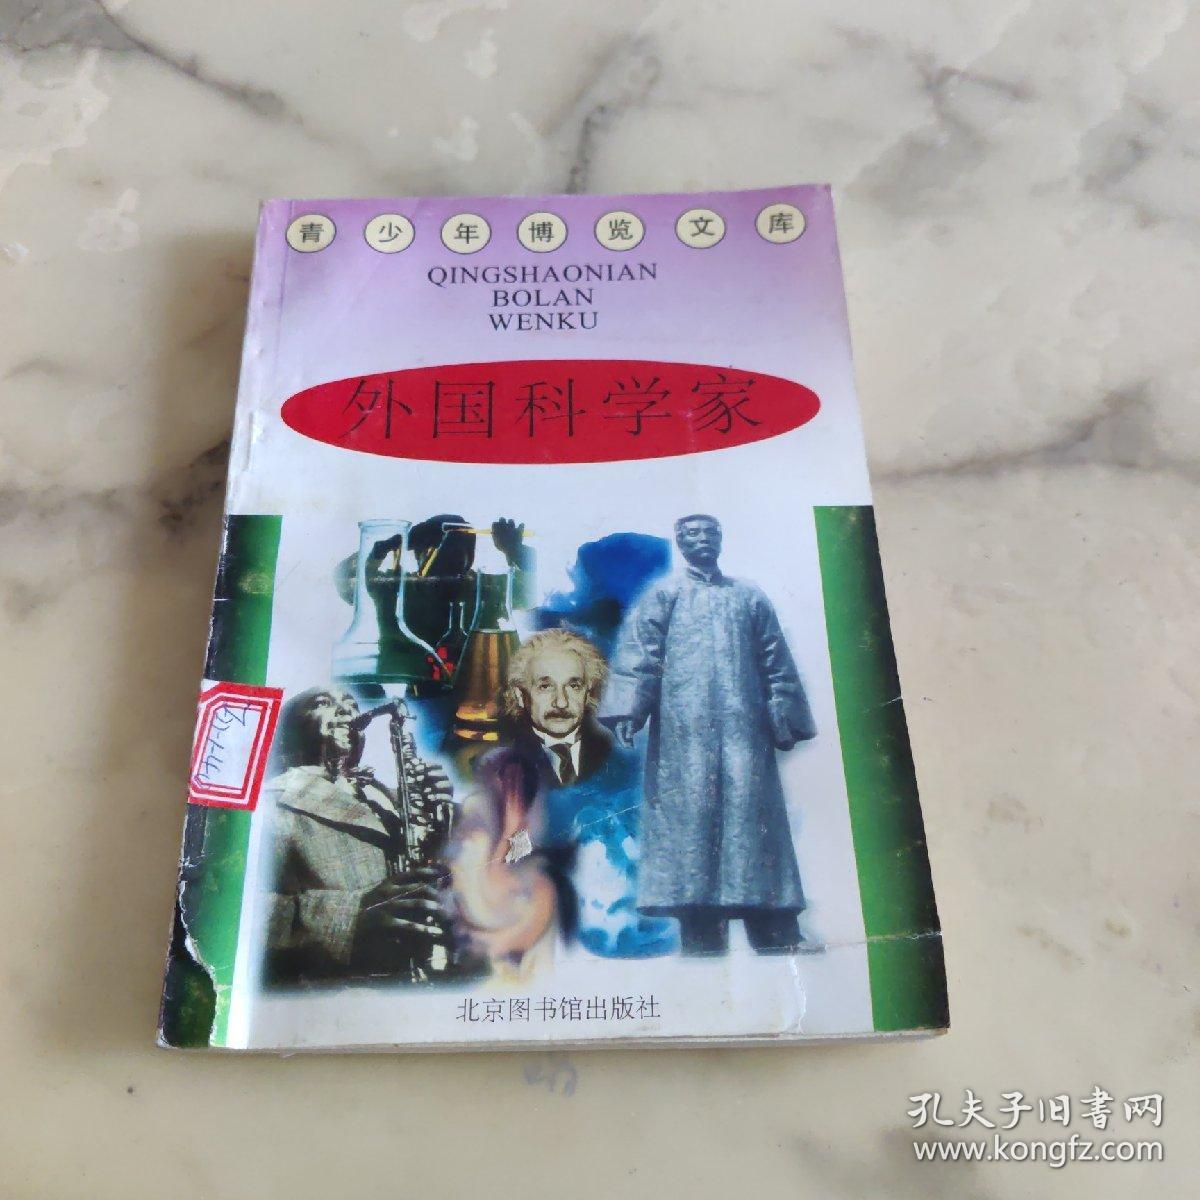 青少年博览文库
QINGSHAONIAN
BOLAN
WENKU
外国科学家
北京图书馆出版社
孔夫子旧书网
www.kongfz.com